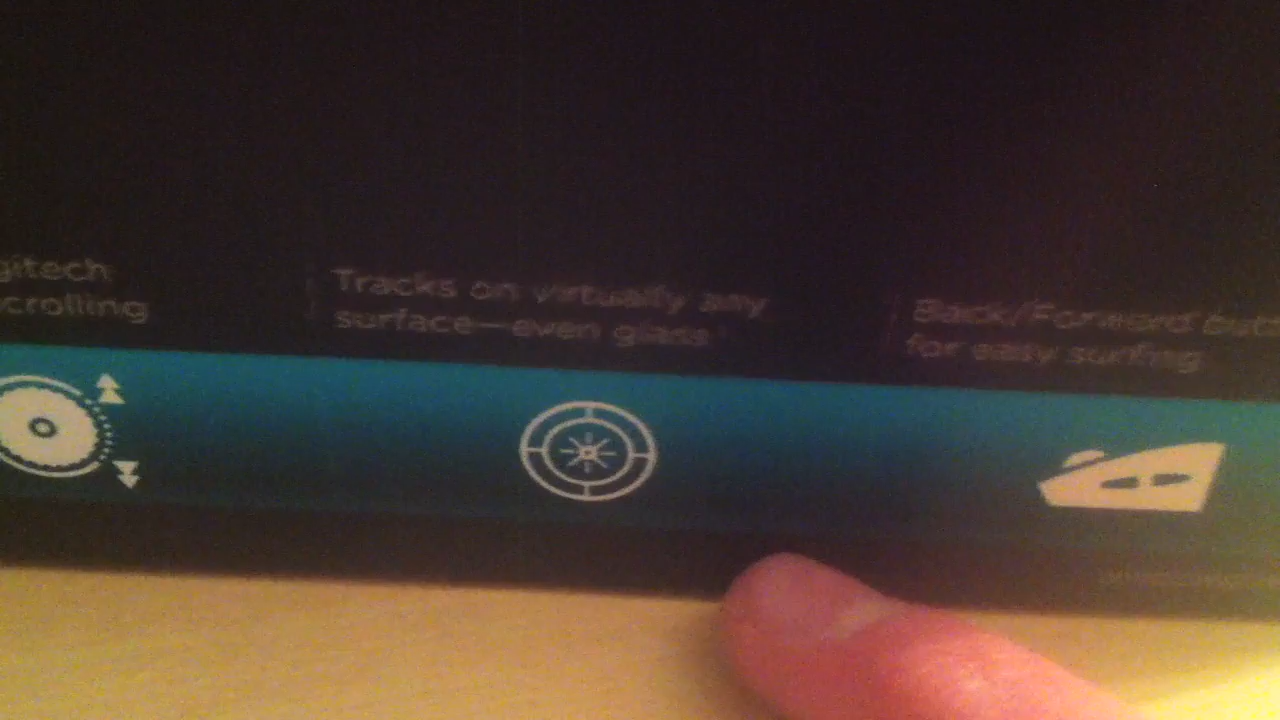 gitech
crolling
Tracks on virtually any
surface—even glass
Back/Forward but
for easy surfing